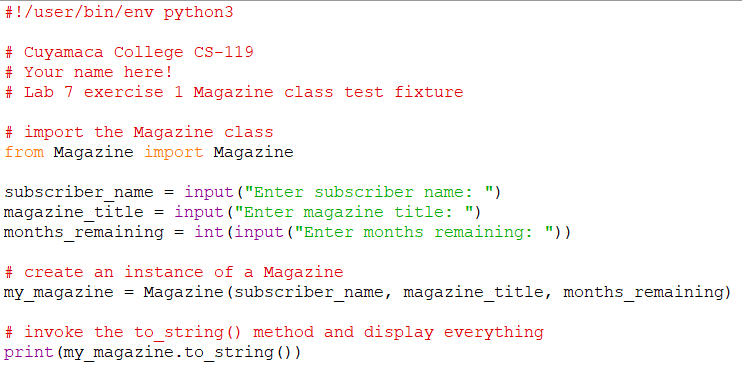 #!/user/bin/env python3
# Cuyamaca College CS-119
# Your name here!
# Lab 7 exercise 1 Magazine class test fixture
# import the Magazine class
from Magazine import Magazine
subscriber_name = input("Enter subscriber name: ")
magazine_title = input("Enter magazine title: ")
months_remaining = int(input("Enter months remaining: "))
# create an instance of a Magazine
my_magazine = Magazine(subscriber_name, magazine_title, months_remaining)
# invoke the to_string() method and display everything
print(my_magazine.to_string())